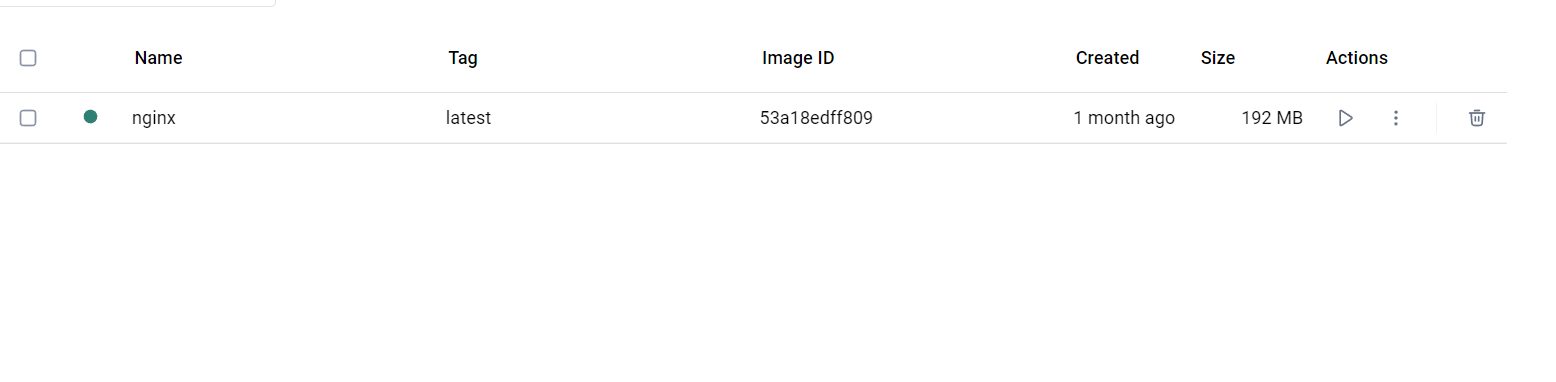 Name Tag Image ID Created Size Actions
nginx latest 53a18edff809 1 month ago 192 MB